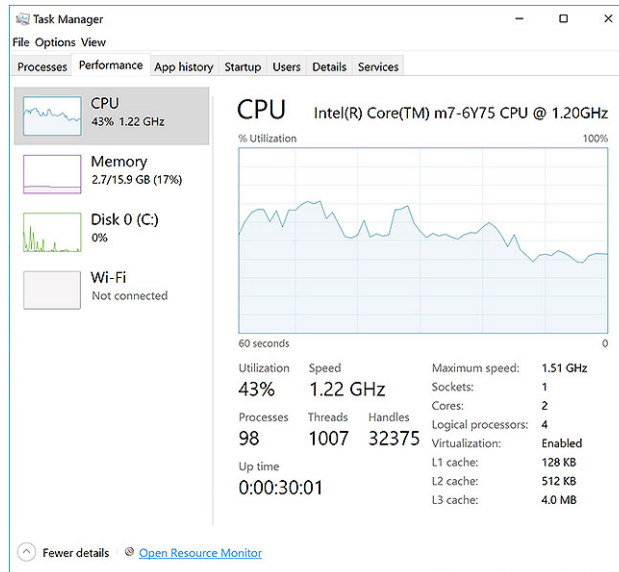 Task Manager
File Options View
Processes Performance App history Startup Users Details Services
CPU
43% 1.22 GHz
Memory
2.7/15.9 GB (17%)
Disk 0 (C:)
0%
Wi-Fi
Not connected
CPU Intel(R) Core(TM) m7-6Y75 CPU @ 1.20GHz
% Utilization 100%
60 seconds 0
Utilization Speed
43% 1.22 GHz
Processes Threads Handles
98 1007 32375
Up time
0:00:30:01
Maximum speed: 1.51 GHz
Sockets: 1
Cores: 2
Logical processors: 4
Virtualization: Enabled
L1 cache: 128 KB
L2 cache: 512 KB
L3 cache: 4.0 MB
Fewer details Open Resource Monitor